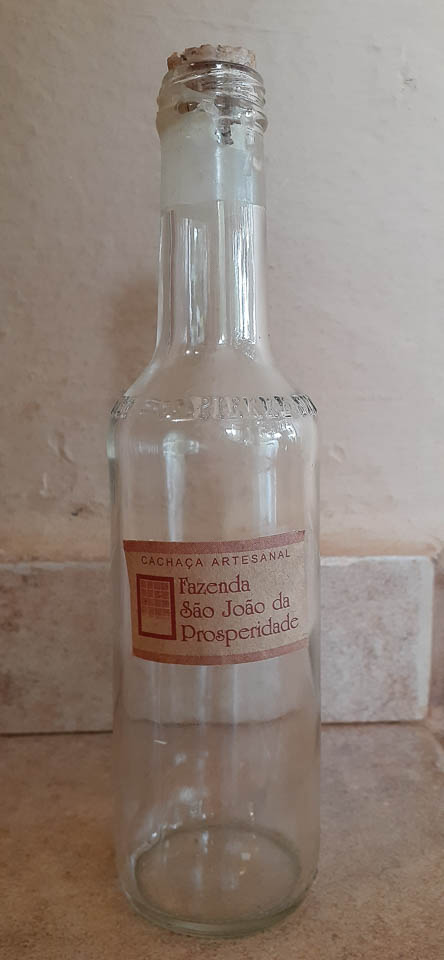 CACHAÇA ARTESANAL
Fazenda
São João da
Prosperidade